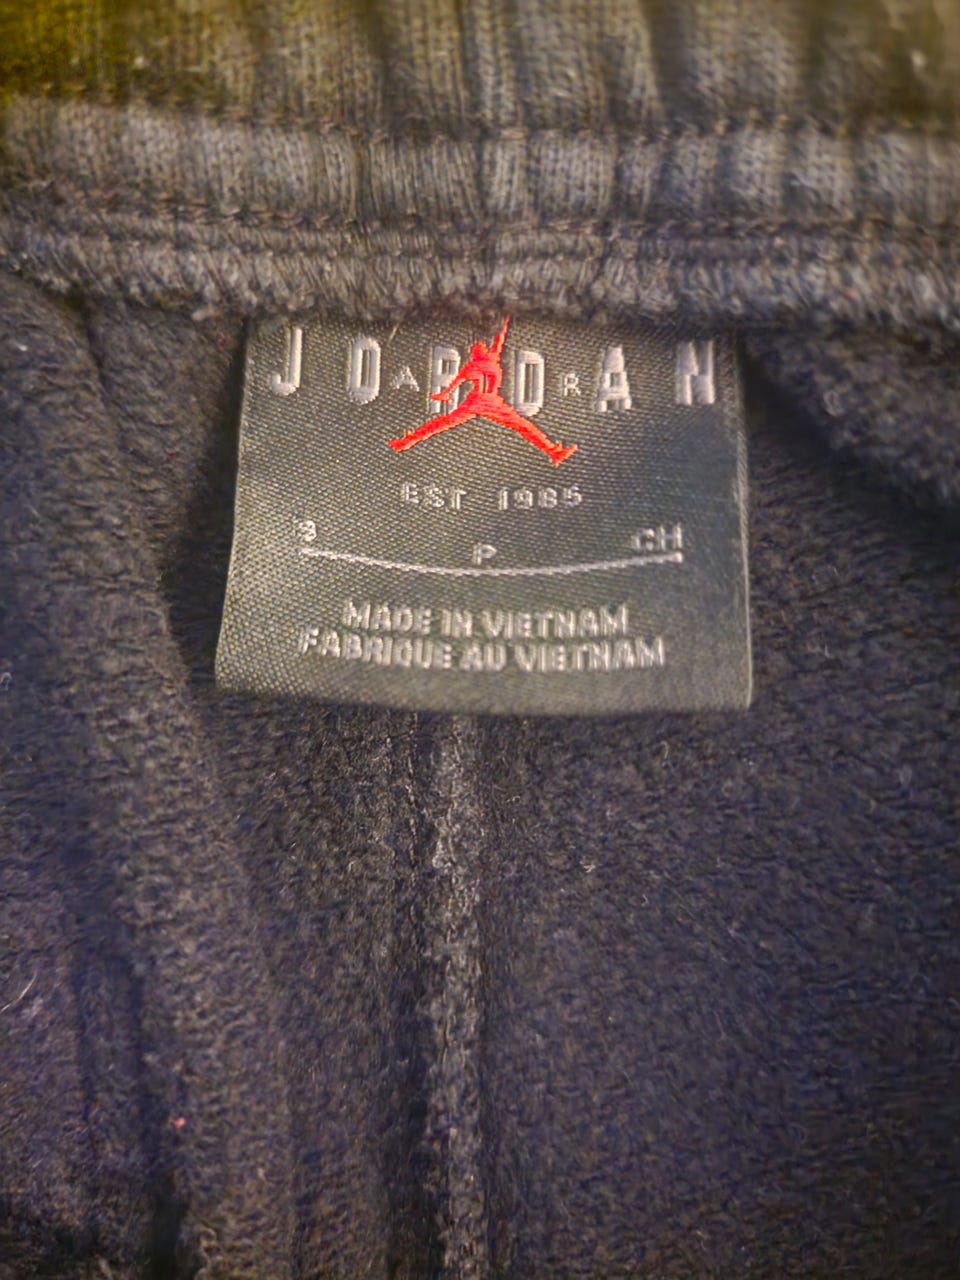 JORDAN
AIR
EST 1985
S P CH
MADE IN VIETNAM
FABRIQUE AU VIETNAM